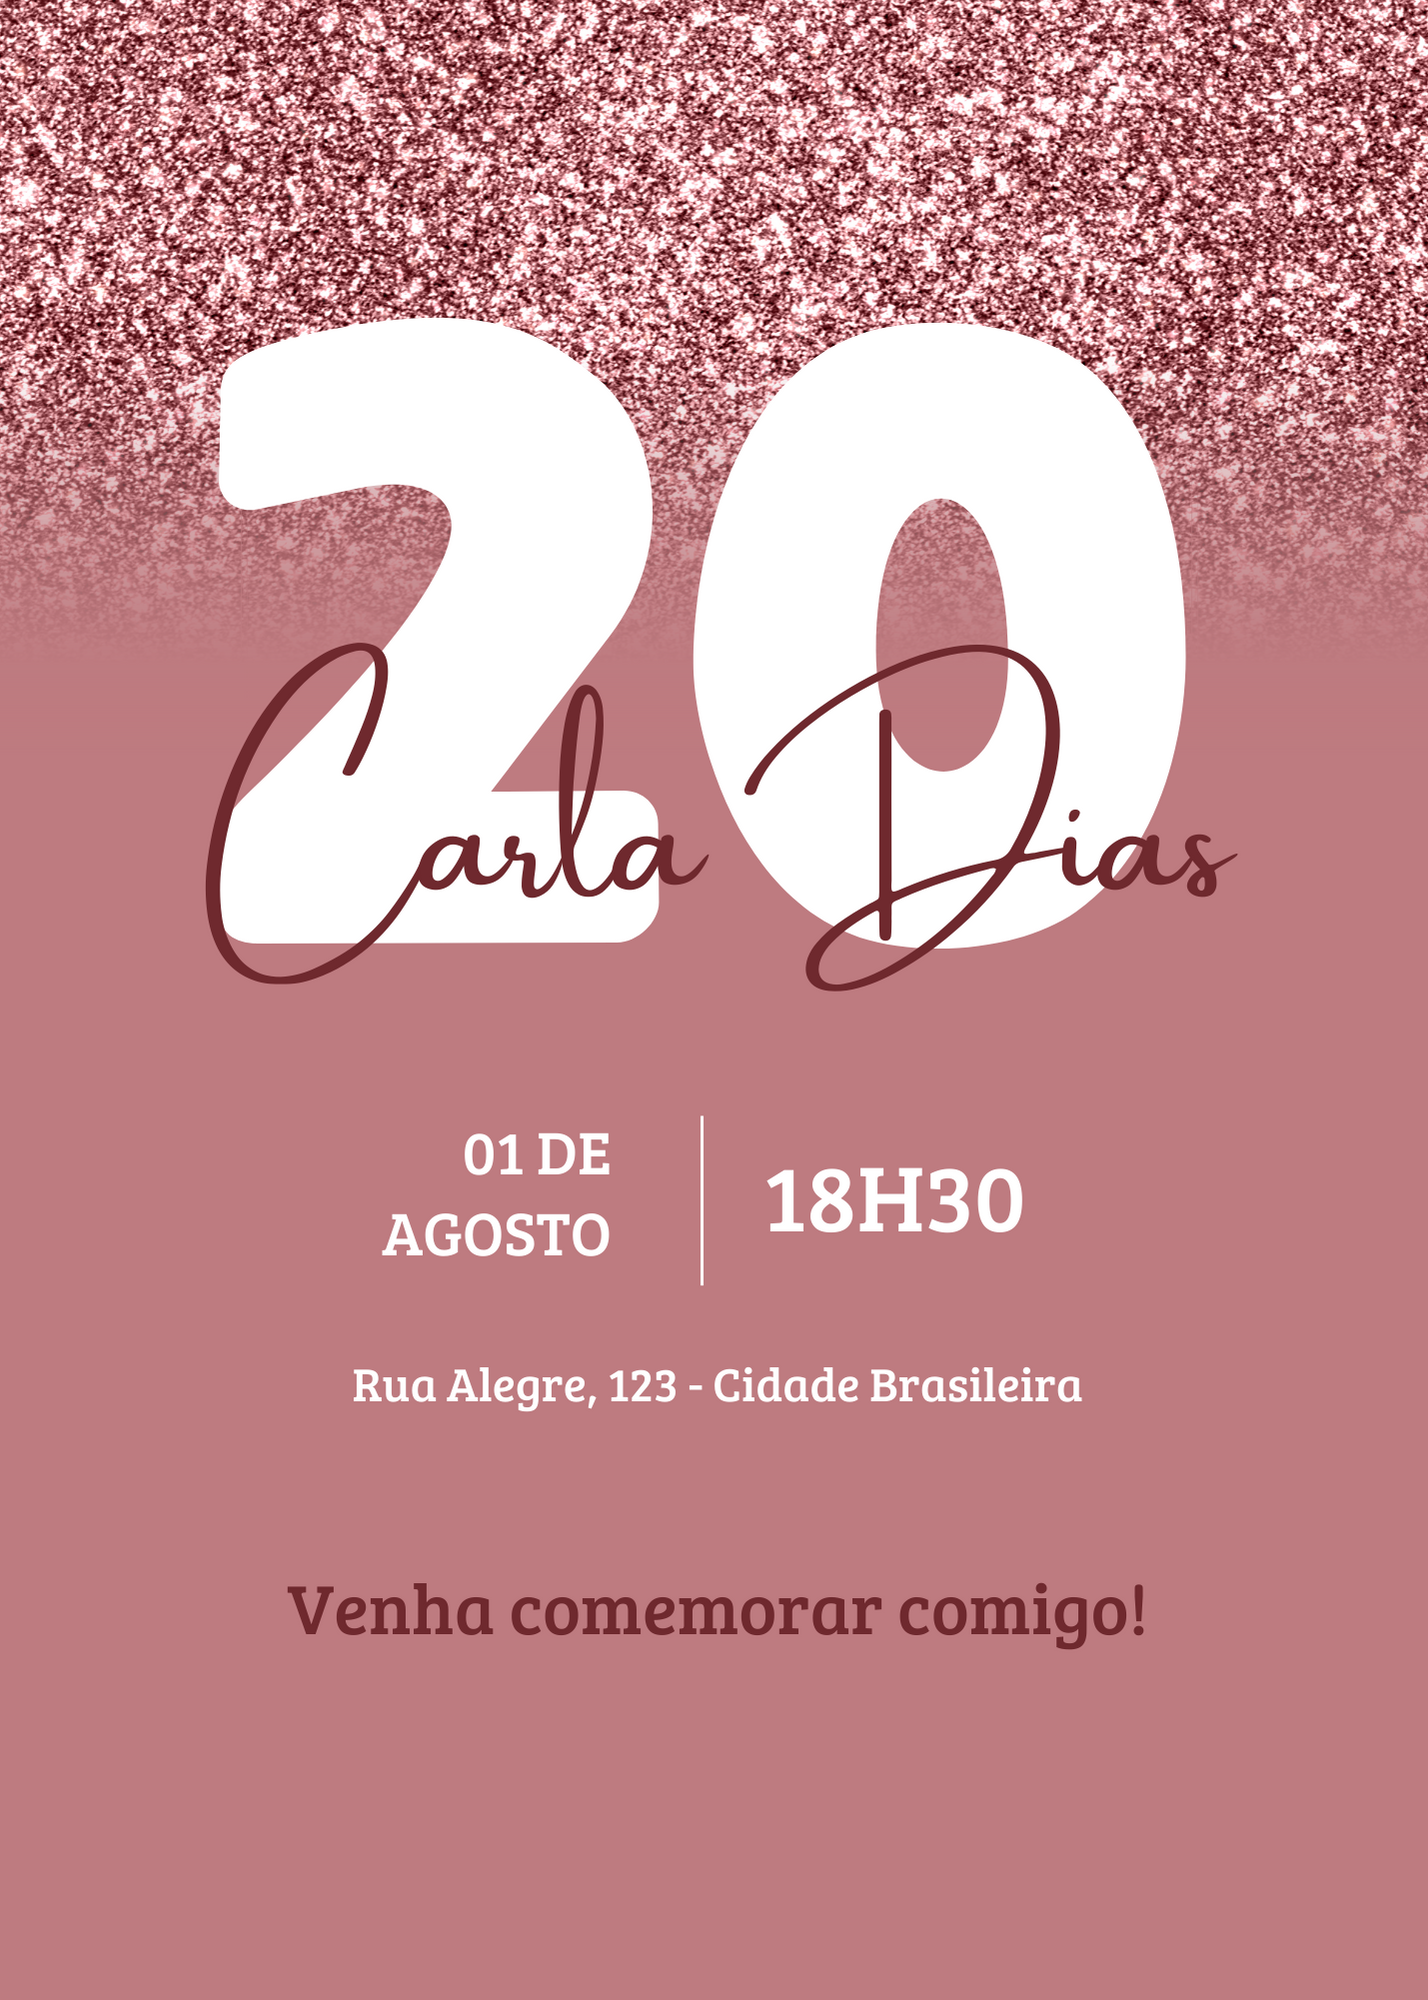 20
Carla Dias
01 DE
AGOSTO
18H30
Rua Alegre, 123 - Cidade Brasileira
Venha comemorar comigo!